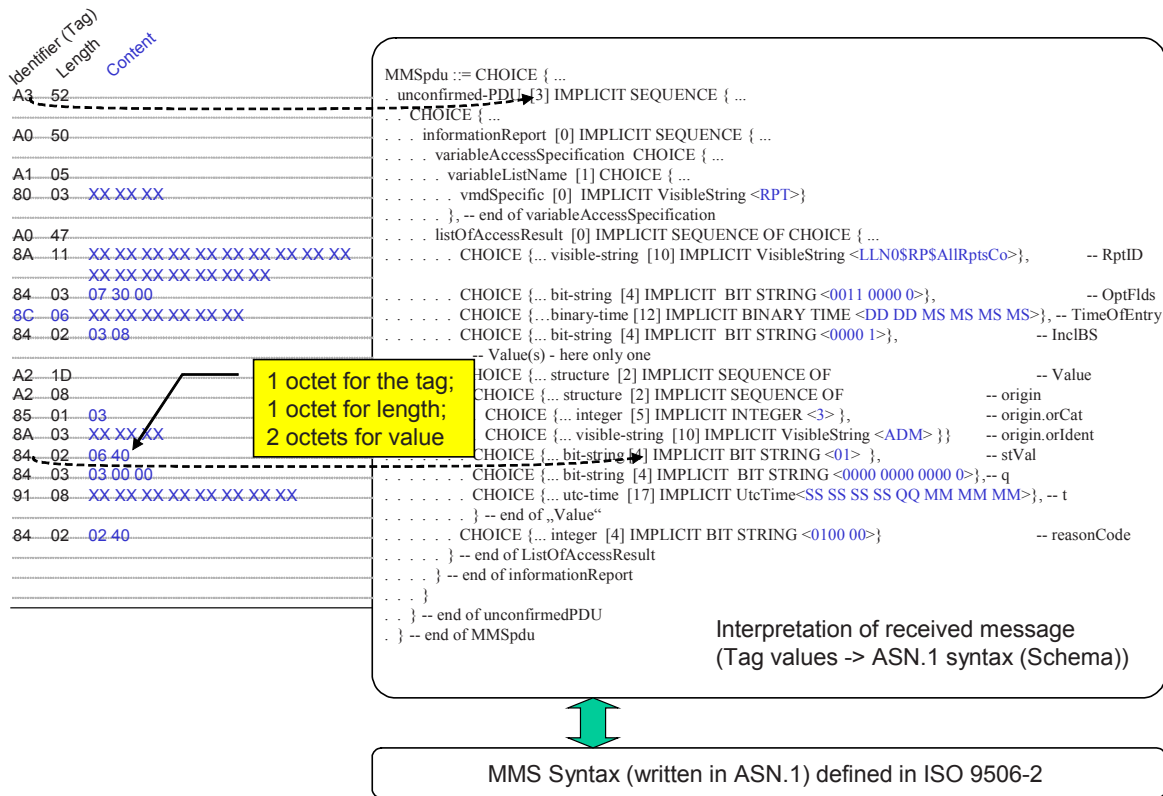 Identifier (Tag)
Length
Content
MMSpdu ::= CHOICE { ...
A3 52 . unconfirmed-PDU [3] IMPLICIT SEQUENCE { ...
. . CHOICE { ...
A0 50 . . . informationReport [0] IMPLICIT SEQUENCE { ...
. . . . variableAccessSpecification CHOICE { ...
A1 05 . . . . . variableListName [1] CHOICE { ...
80 03 XX XX XX . . . . . . vmdSpecific [0] IMPLICIT VisibleString <RPT>}
. . . . . }, -- end of variableAccessSpecification
A0 47 . . . . listOfAccessResult [0] IMPLICIT SEQUENCE OF CHOICE { ...
8A 11 XX XX XX XX XX XX XX XX XX XX . . . . . . CHOICE {... visible-string [10] IMPLICIT VisibleString <LLN0$RP$AllRptsCo>}, -- RptID
XX XX XX XX XX XX XX
84 03 07 30 00 . . . . . . CHOICE {... bit-string [4] IMPLICIT BIT STRING <0011 0000 0>}, -- OptFlds
8C 06 XX XX XX XX XX XX . . . . . . CHOICE {…binary-time [12] IMPLICIT BINARY TIME <DD DD MS MS MS MS>}, -- TimeOfEntry
84 02 03 08 . . . . . . CHOICE {... bit-string [4] IMPLICIT BIT STRING <0000 1>}, -- InclBS
-- Value(s) - here only one
A2 1D CHOICE {... structure [2] IMPLICIT SEQUENCE OF -- Value
A2 08 CHOICE {... structure [2] IMPLICIT SEQUENCE OF -- origin
85 01 03 CHOICE {... integer [5] IMPLICIT INTEGER <3> }, -- origin.orCat
8A 03 XX XX XX CHOICE {... visible-string [10] IMPLICIT VisibleString <ADM> }} -- origin.orIdent
84 02 06 40 CHOICE {... bit-string [4] IMPLICIT BIT STRING <01> }, -- stVal
84 03 03 00 00 . . . . . . . CHOICE {... bit-string [4] IMPLICIT BIT STRING <0000 0000 0000 0>},-- q
91 08 XX XX XX XX XX XX XX XX . . . . . . . CHOICE {... utc-time [17] IMPLICIT UtcTime<SS SS SS SS QQ MM MM MM>}, -- t
. . . . . . . } -- end of „Value“
84 02 02 40 . . . . . . CHOICE {... integer [4] IMPLICIT BIT STRING <0100 00>} -- reasonCode
. . . . . } -- end of ListOfAccessResult
. . . . } -- end of informationReport
. . . }
. . } -- end of unconfirmedPDU
. } -- end of MMSpdu
1 octet for the tag;
1 octet for length;
2 octets for value
Interpretation of received message
(Tag values -> ASN.1 syntax (Schema))
MMS Syntax (written in ASN.1) defined in ISO 9506-2